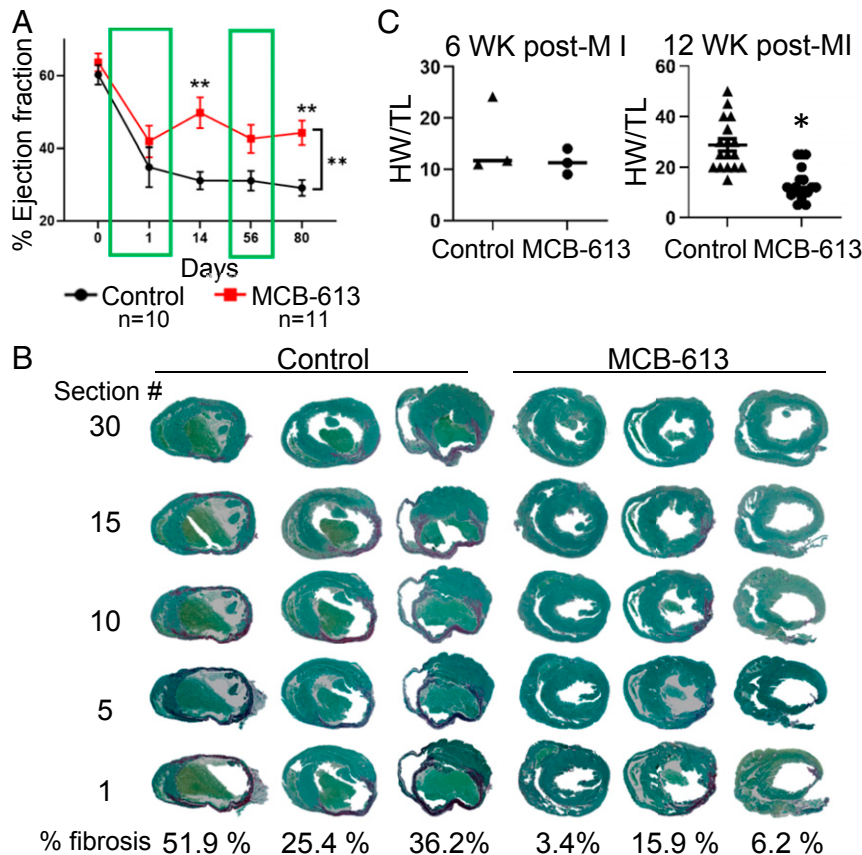 A
% Ejection fraction
60
40
20
**
**
**
0 1 14 56 80
Days
Control
n=10
MCB-613
n=11
C
6 WK post-M I
HW/TL
30
20
10
0
Control MCB-613
12 WK post-MI
HW/TL
60
40
20
0
*
Control MCB-613
B
Control MCB-613
Section #
30
15
10
5
1
% fibrosis 51.9 % 25.4 % 36.2% 3.4% 15.9 % 6.2 %